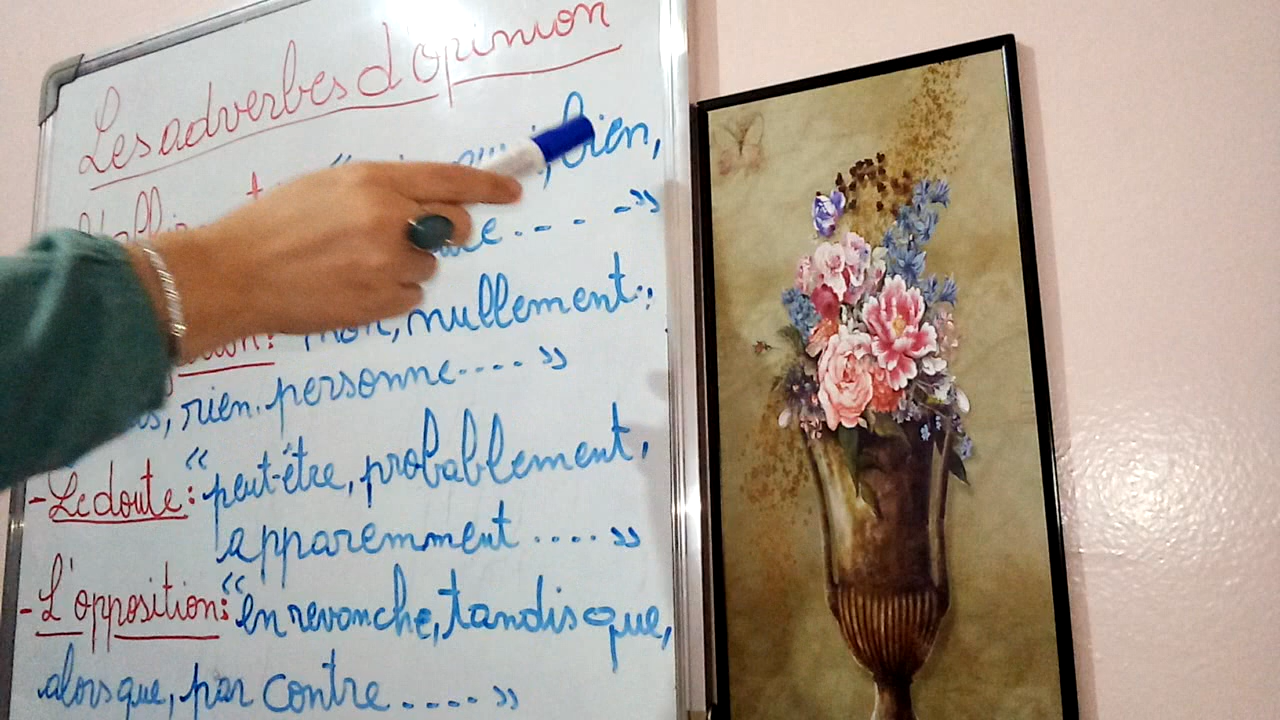 Les adverbes d'opinion
bien,
. . - - - »
non, nullement,
rien. personne.... »
- Le doute : " peut-être, probablement,
apparemment .... »
- L'opposition : " en revanche, tandis que,
alors que, par contre ..... »